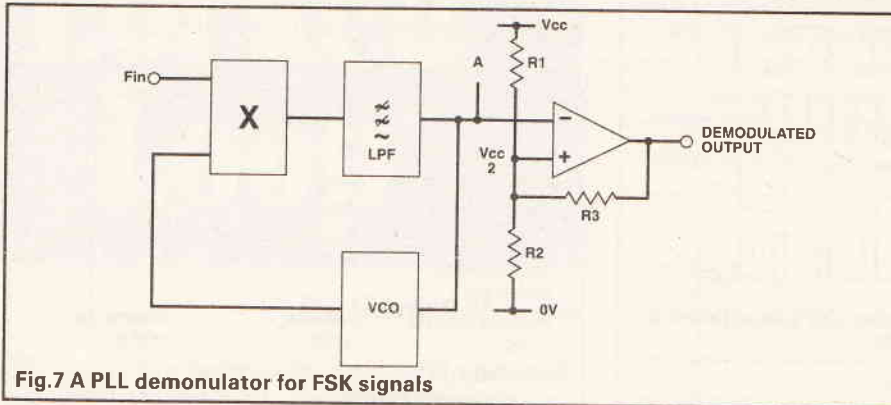 Vcc
R1
A
Fin
X
LPF
Vcc
2
R3
DEMODULATED
OUTPUT
R2
VCO
0V
Fig.7 A PLL demonulator for FSK signals